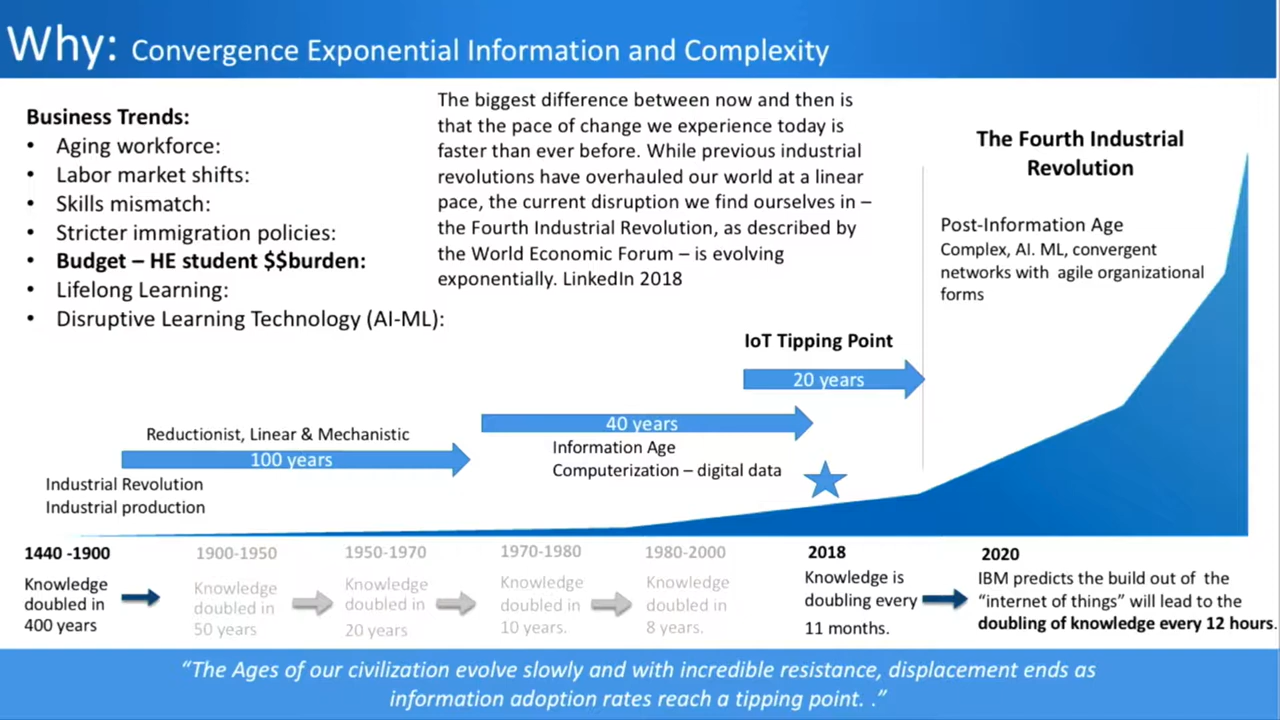 Why: Convergence Exponential Information and Complexity
Business Trends:
• Aging workforce:
• Labor market shifts:
• Skills mismatch:
• Stricter immigration policies:
• Budget – HE student $$burden:
• Lifelong Learning:
• Disruptive Learning Technology (AI-ML):
The biggest difference between now and then is
that the pace of change we experience today is
faster than ever before. While previous industrial
revolutions have overhauled our world at a linear
pace, the current disruption we find ourselves in –
the Fourth Industrial Revolution, as described by
the World Economic Forum – is evolving
exponentially. LinkedIn 2018
The Fourth Industrial
Revolution
Post-Information Age
Complex, AI. ML, convergent
networks with agile organizational
forms
IoT Tipping Point
20 years
40 years
Information Age
Computerization – digital data
Reductionist, Linear & Mechanistic
100 years
Industrial Revolution
Industrial production
1440 -1900
Knowledge
doubled in
400 years
1900-1950
Knowledge
doubled in
50 years
1950-1970
Knowledge
doubled in
20 years
1970-1980
Knowledge
doubled in
10 years.
1980-2000
Knowledge
doubled in
8 years.
2018
Knowledge is
doubling every
11 months.
2020
IBM predicts the build out of the
“internet of things” will lead to the
doubling of knowledge every 12 hours.
“The Ages of our civilization evolve slowly and with incredible resistance, displacement ends as
information adoption rates reach a tipping point. .”